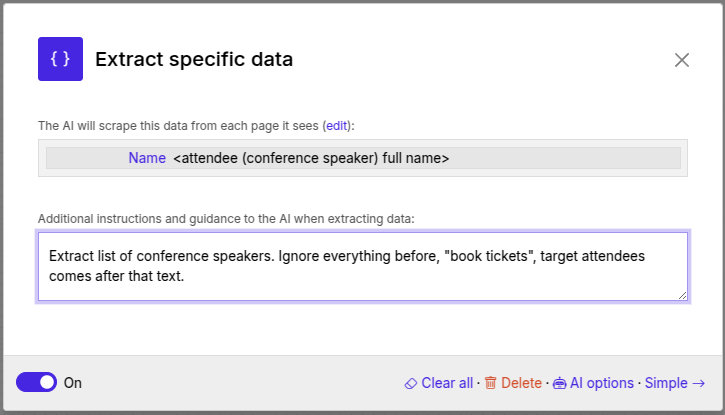 { }
Extract specific data
The AI will scrape this data from each page it sees (edit):
Name <attendee (conference speaker) full name>
Additional instructions and guidance to the AI when extracting data:
Extract list of conference speakers. Ignore everything before, "book tickets", target attendees
comes after that text.
On
Clear all · Delete · AI options · Simple →